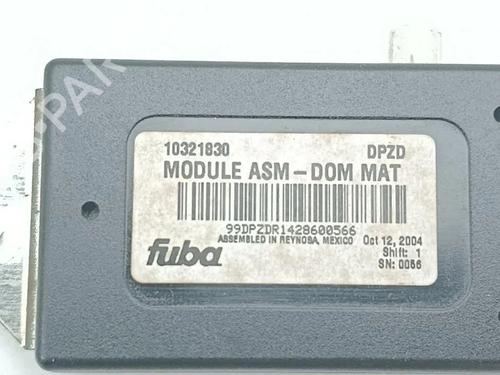 10321830 DPZD
MODULE ASM-DOM MAT
99DPZDR1428600566
ASSEMBLED IN REYNOSA, MEXICO Oct 12, 2004
Shift: 1
fuba SN: 0056